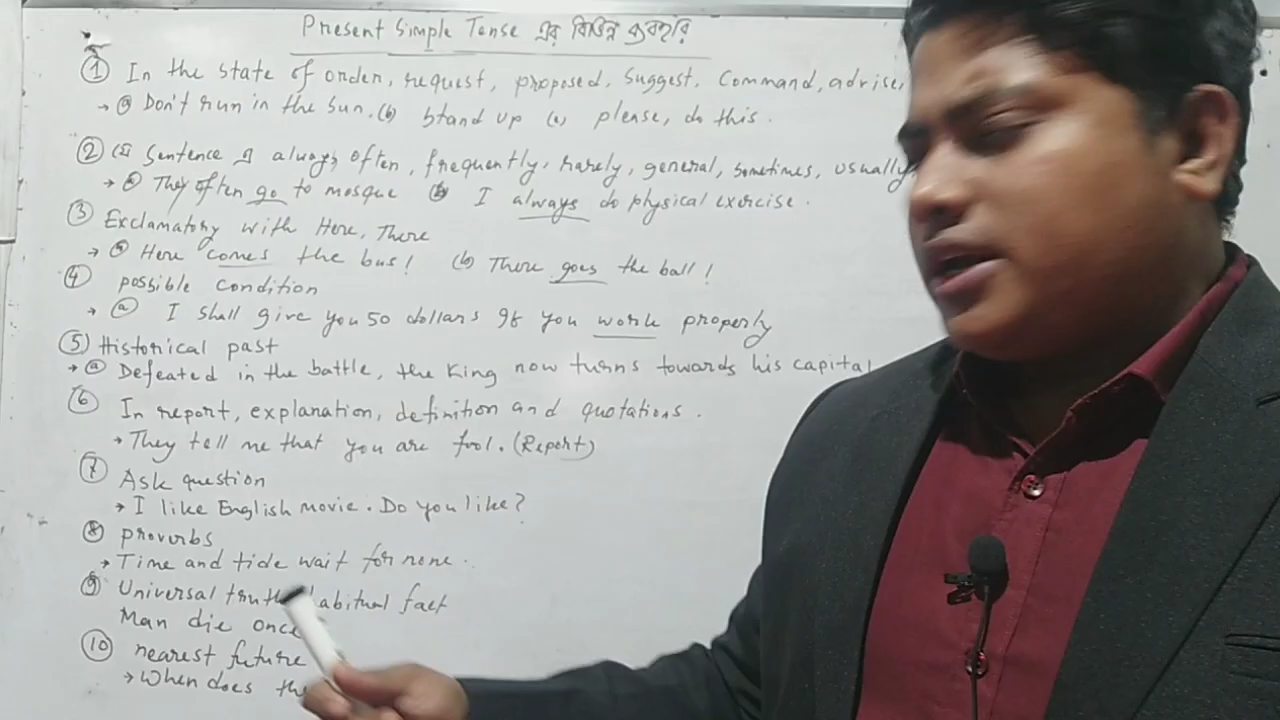 Present Simple Tense এর বিভিন্ন ব্যবহার
① In the state of order, request, proposed, suggest, Command, advise,
→ ⓐ Don't run in the sun. (b) Stand up (c) please, do this.
② যে Sentence এ always, often, frequently, rarely, general, sometimes, usually
→ ⓐ They often go to mosque ⓑ I always do physical exercise.
③ Exclamatory with Here, There
→ ⓐ Here comes the bus! (b) There goes the ball!
④ possible condition
→ ⓐ I shall give you 50 dollars If you work properly
⑤ Historical past
→ ⓐ Defeated in the battle, the King now turns towards his capital
⑥ In report, explanation, definition and quotations.
→ They tell me that you are fool. (Report)
⑦ Ask question
→ I like English movie. Do you like?
⑧ proverbs
→ Time and tide wait for none.
⑨ Universal truth abitual fact
Man die once
⑩ nearest future
→ When does the